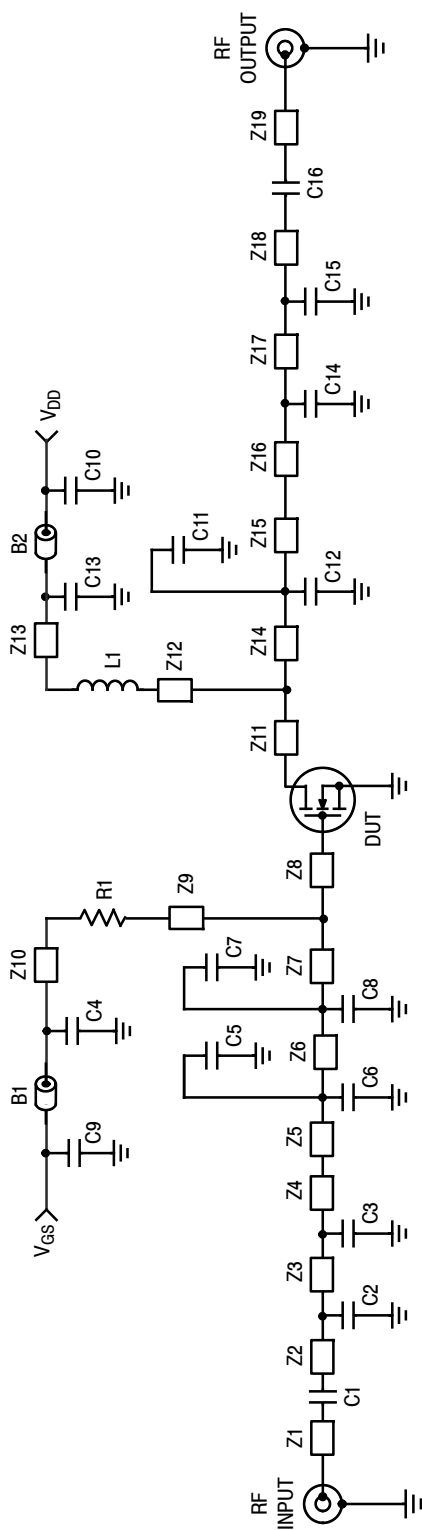 V_GS
C9
B1
C4
Z10
R1
Z9
RF
INPUT
Z1
C1
Z2
C2
Z3
C3
Z4
Z5
C5
C6
Z6
C7
C8
Z7
Z8
DUT
Z11
Z12
L1
Z13
C13
B2
C10
V_DD
Z14
C11
C12
Z15
Z16
C14
Z17
C15
Z18
C16
Z19
RF
OUTPUT